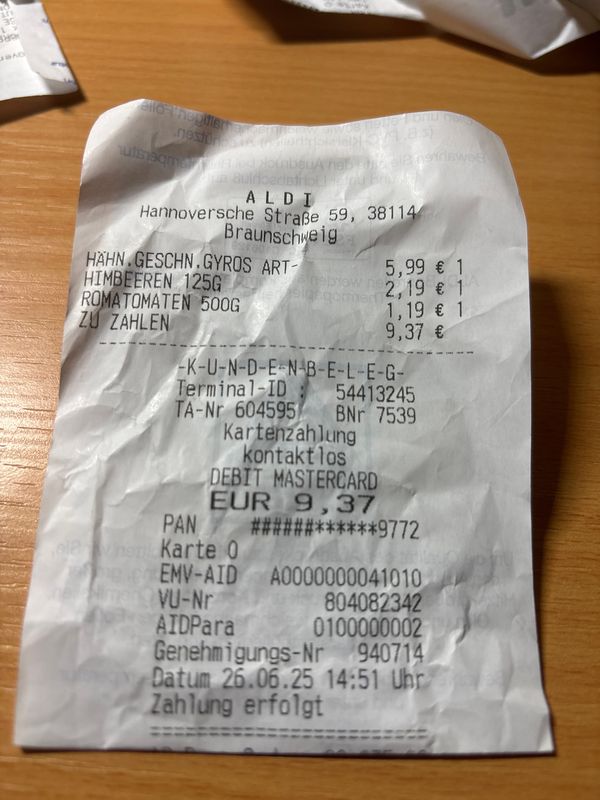 A L D I
Hannoversche Straße 59, 38114
Braunschweig
HÄHN.GESCHN.GYROS ART- 5,99 € 1
HIMBEEREN 125G 2,19 € 1
ROMATOMATEN 500G 1,19 € 1
ZU ZAHLEN 9,37 €
-K-U-N-D-E-N-B-E-L-E-G-
Terminal-ID : 54413245
TA-Nr 604595 BNr 7539
Kartenzahlung
kontaktlos
DEBIT MASTERCARD
EUR 9,37
PAN ######******9772
Karte 0
EMV-AID A0000000041010
VU-Nr 804082342
AIDPara 0100000002
Genehmigungs-Nr 940714
Datum 26.06.25 14:51 Uhr
Zahlung erfolgt